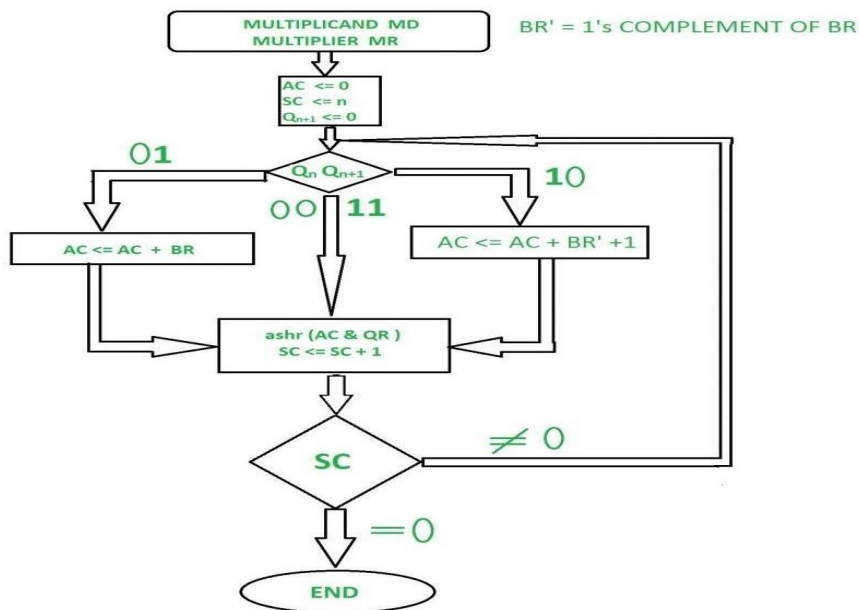 MULTIPLICAND MD
MULTIPLIER MR
BR' = 1's COMPLEMENT OF BR
AC <= 0
SC <= n
Qn+1 <= 0
01
Qn Qn+1
10
00 11
AC <= AC + BR
AC <= AC + BR' +1
ashr (AC & QR )
SC <= SC + 1
SC
≠ 0
=0
END